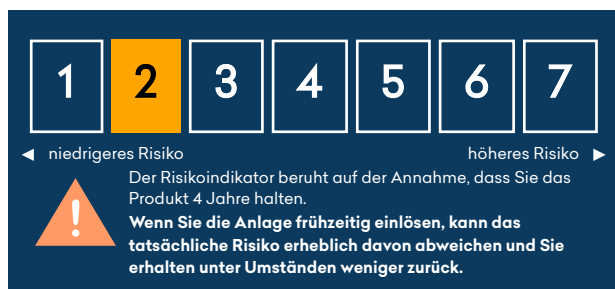 1 2 3 4 5 6 7
◄ niedrigeres Risiko höheres Risiko ►
Der Risikoindikator beruht auf der Annahme, dass Sie das
Produkt 4 Jahre halten.
!
Wenn Sie die Anlage frühzeitig einlösen, kann das
tatsächliche Risiko erheblich davon abweichen und Sie
erhalten unter Umständen weniger zurück.